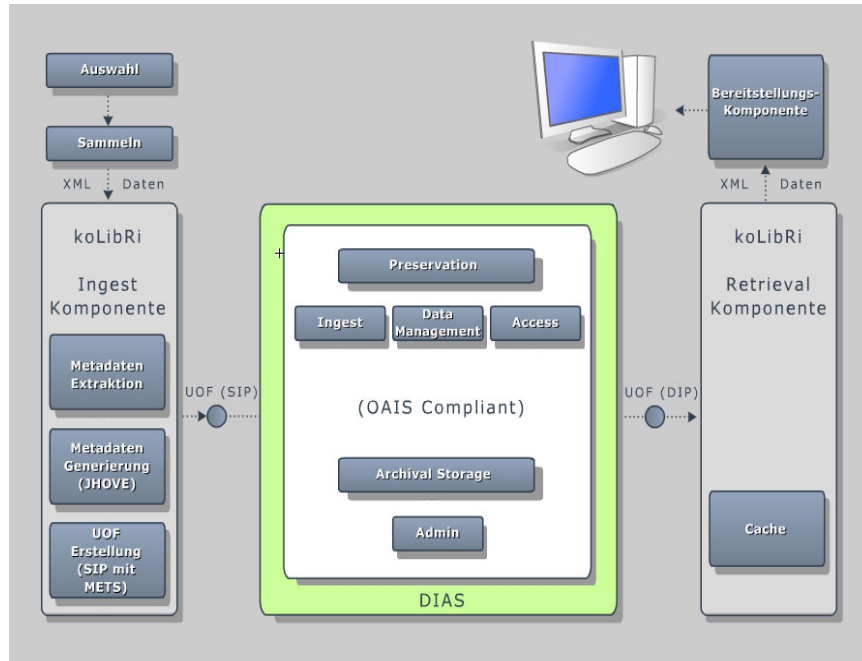 Auswahl
Sammeln
XML Daten
koLibRi
Ingest
Komponente
Metadaten
Extraktion
Metadaten
Generierung
(JHOVE)
UOF
Erstellung
(SIP mit
METS)
UOF (SIP)
Preservation
Ingest
Data
Management
Access
(OAIS Compliant)
Archival Storage
Admin
DIAS
UOF (DIP)
Bereitstellungs-
Komponente
XML Daten
koLibRi
Retrieval
Komponente
Cache